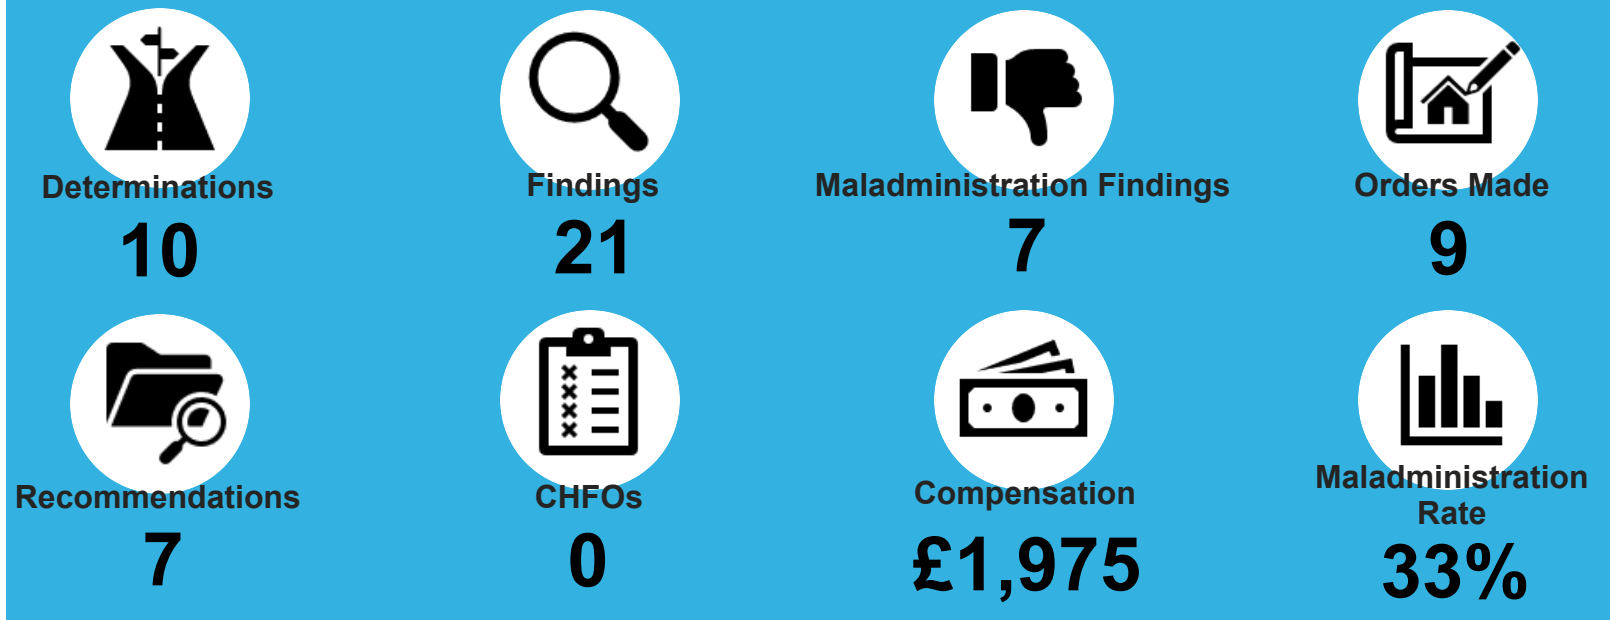 Determinations
10
Findings
21
Maladministration Findings
7
Orders Made
9
Recommendations
7
CHFOs
0
Compensation
£1,975
Maladministration
Rate
33%